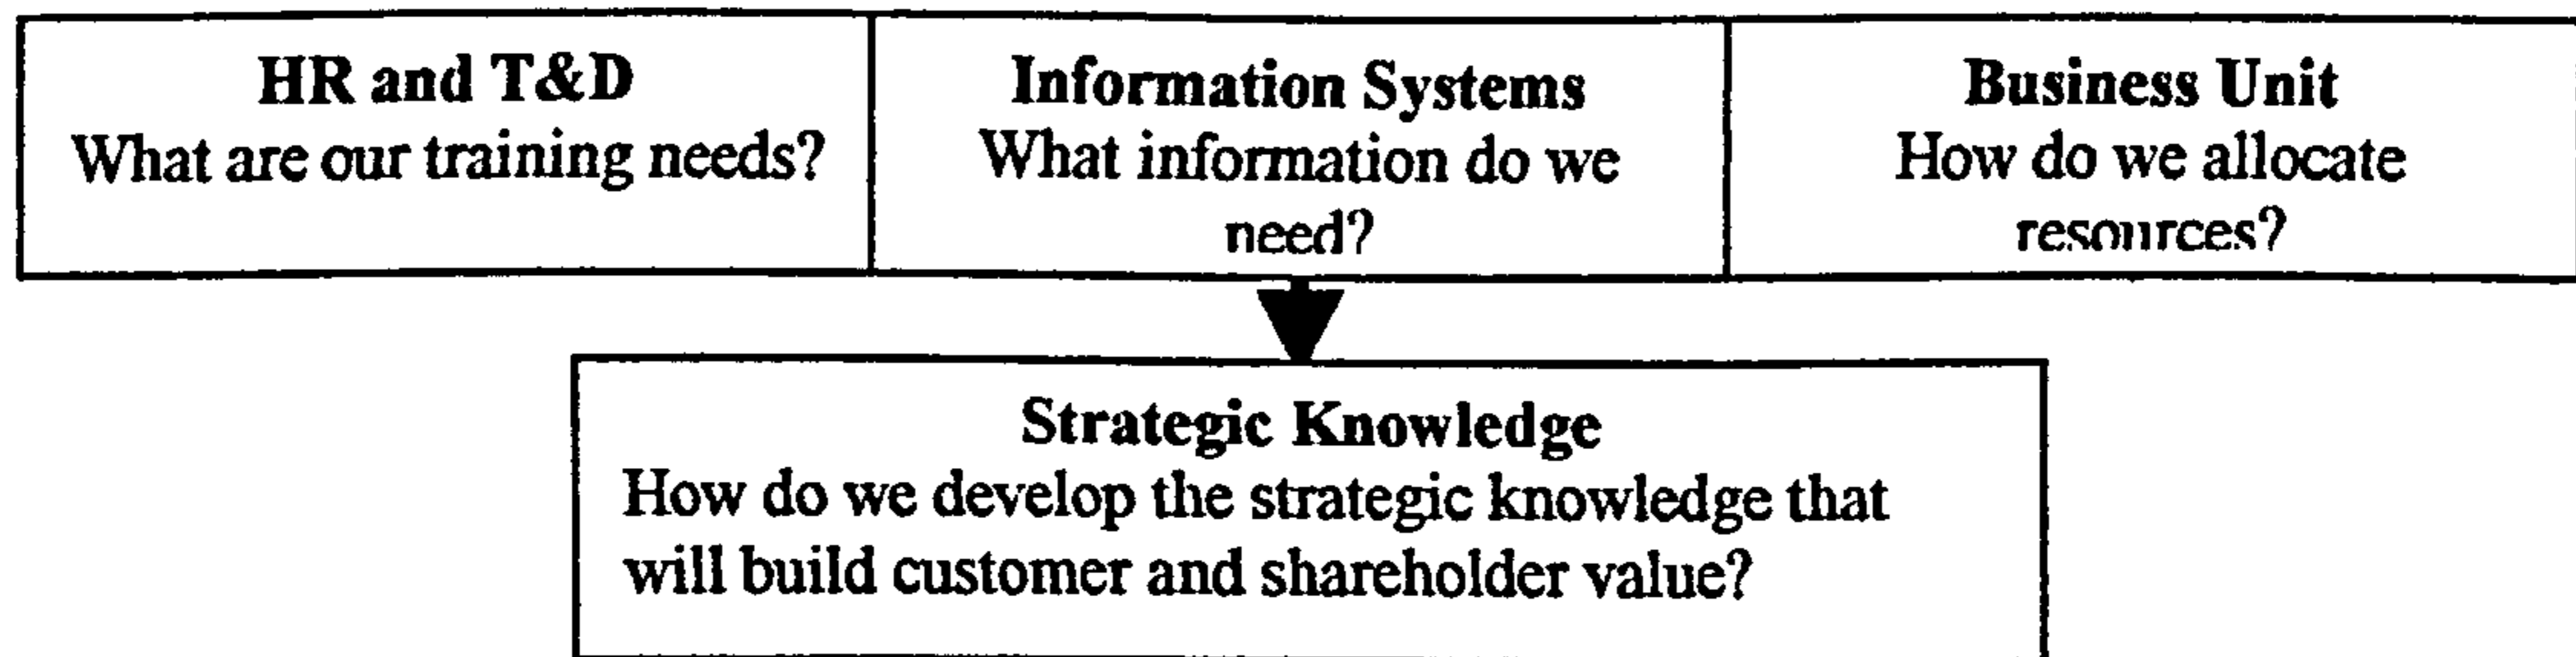 HR and T&D
What are our training needs?
Information Systems
What information do we
need?
Business Unit
How do we allocate
resources?
Strategic Knowledge
How do we develop the strategic knowledge that
will build customer and shareholder value?